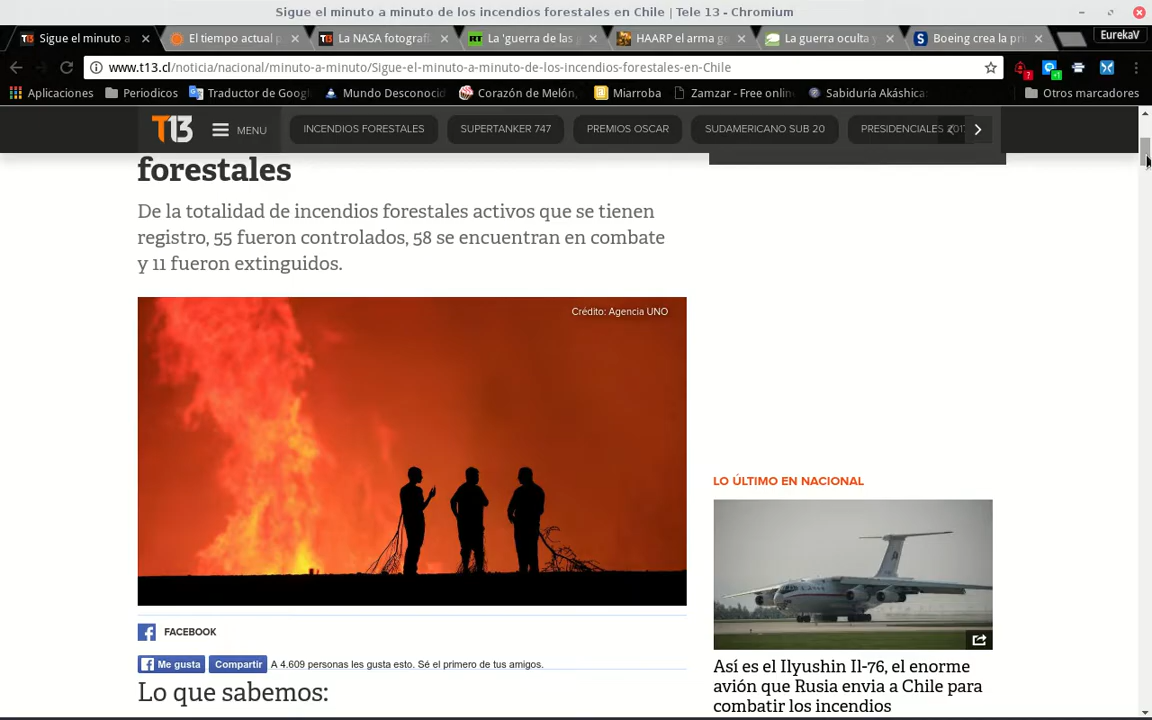 Sigue el minuto a minuto de los incendios forestales en Chile | Tele 13 - Chromium
Sigue el minuto a
El tiempo actual p
La NASA fotografi
La 'guerra de las
HAARP el arma ge
La guerra oculta y
Boeing crea la pr
EurekaV
www.t13.cl/noticia/nacional/minuto-a-minuto/Sigue-el-minuto-a-minuto-de-los-incendios-forestales-en-Chile
Aplicaciones Periodicos Traductor de Googl Mundo Desconocid Corazón de Melón, Miarroba Zamzar - Free onlin Sabiduría Akáshica Otros marcadores
T13 MENU INCENDIOS FORESTALES SUPERTANKER 747 PREMIOS OSCAR SUDAMERICANO SUB 20 PRESIDENCIALES 2017
forestales
De la totalidad de incendios forestales activos que se tienen
registro, 55 fueron controlados, 58 se encuentran en combate
y 11 fueron extinguidos.
Crédito: Agencia UNO
FACEBOOK
Me gusta Compartir A 4.609 personas les gusta esto. Sé el primero de tus amigos.
Lo que sabemos:
LO ÚLTIMO EN NACIONAL
Así es el Ilyushin Il-76, el enorme
avión que Rusia envia a Chile para
combatir los incendios